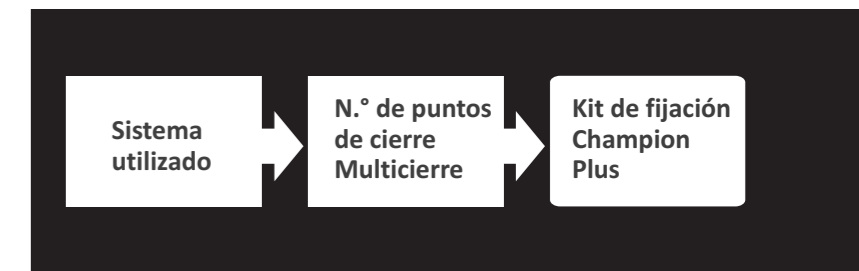 Sistema
utilizado
N.° de puntos
de cierre
Multicierre
Kit de fijación
Champion
Plus